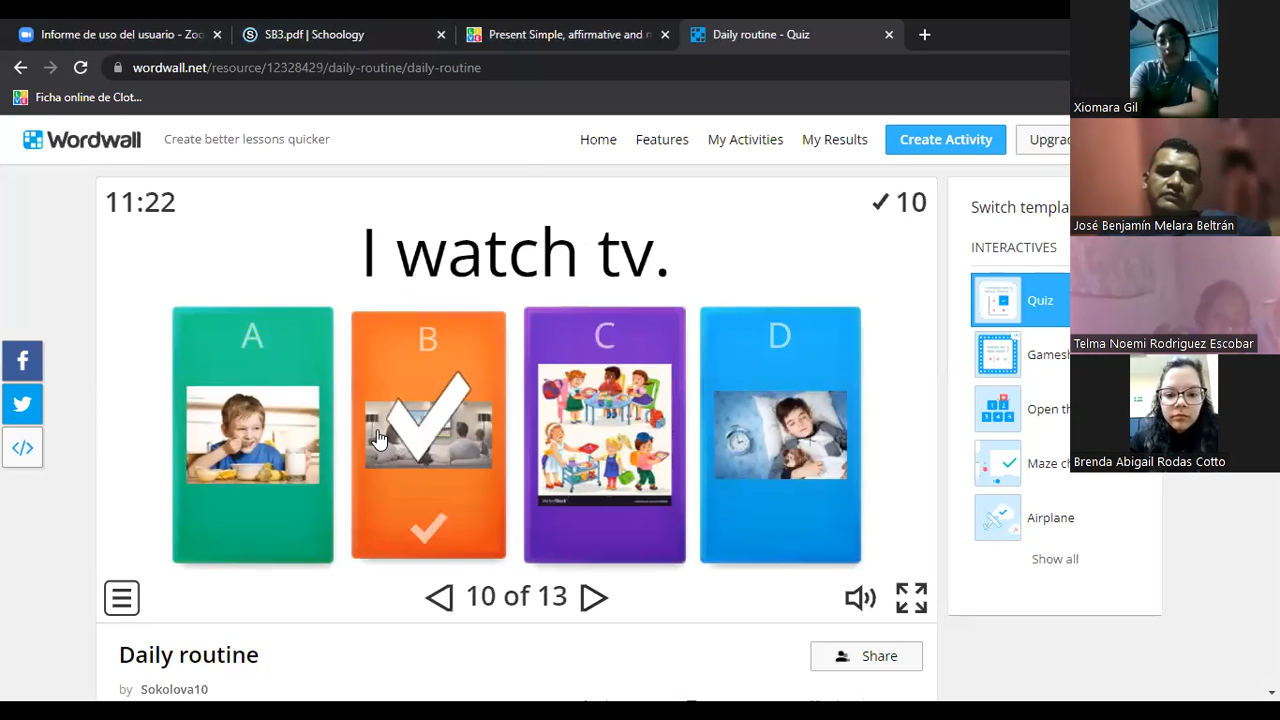 Informe de uso del usuario - Zoo
SB3.pdf | Schoology
Present Simple, affirmative and n
Daily routine - Quiz
wordwall.net/resource/12328429/daily-routine/daily-routine
Ficha online de Clot...
Wordwall
Create better lessons quicker
Home
Features
My Activities
My Results
Create Activity
Upgra
11:22
10
I watch tv.
A
B
C
D
10 of 13
Daily routine
by Sokolova10
Share
Switch templa
INTERACTIVES
Quiz
Gamesh
Open th
Maze c
Airplane
Show all
Xiomara Gil
José Benjamín Melara Beltrán
Telma Noemi Rodriguez Escobar
Brenda Abigail Rodas Cotto